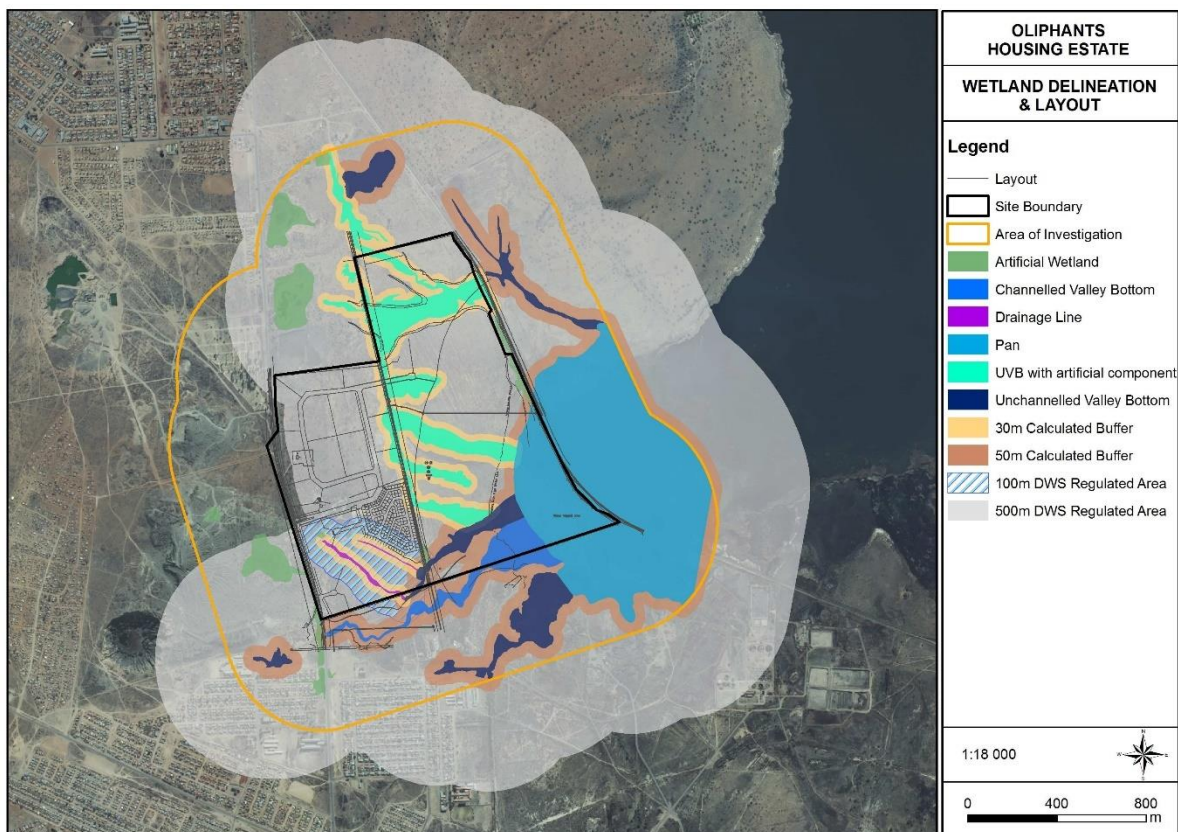 OLIPHANTS
HOUSING ESTATE
WETLAND DELINEATION
& LAYOUT
Legend
Layout
Site Boundary
Area of Investigation
Artificial Wetland
Channelled Valley Bottom
Drainage Line
Pan
UVB with artificial component
Unchannelled Valley Bottom
30m Calculated Buffer
50m Calculated Buffer
100m DWS Regulated Area
500m DWS Regulated Area
1:18 000
N
W
E
S
0 400 800
m